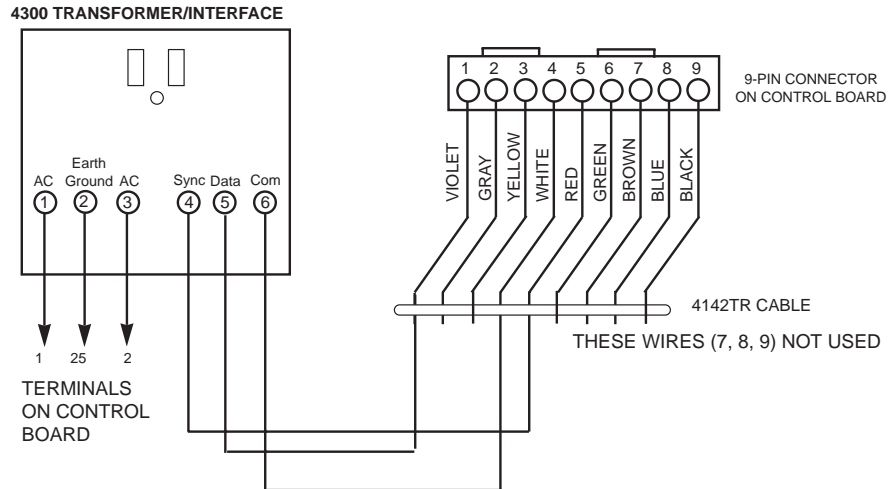 4300 TRANSFORMER/INTERFACE
1 2 3 4 5 6 7 8 9
9-PIN CONNECTOR
ON CONTROL BOARD
VIOLET
GRAY
YELLOW
WHITE
RED
GREEN
BROWN
BLUE
BLACK
Earth
AC Ground AC Sync Data Com
1 2 3 4 5 6
4142TR CABLE
THESE WIRES (7, 8, 9) NOT USED
1 25 2
TERMINALS
ON CONTROL
BOARD